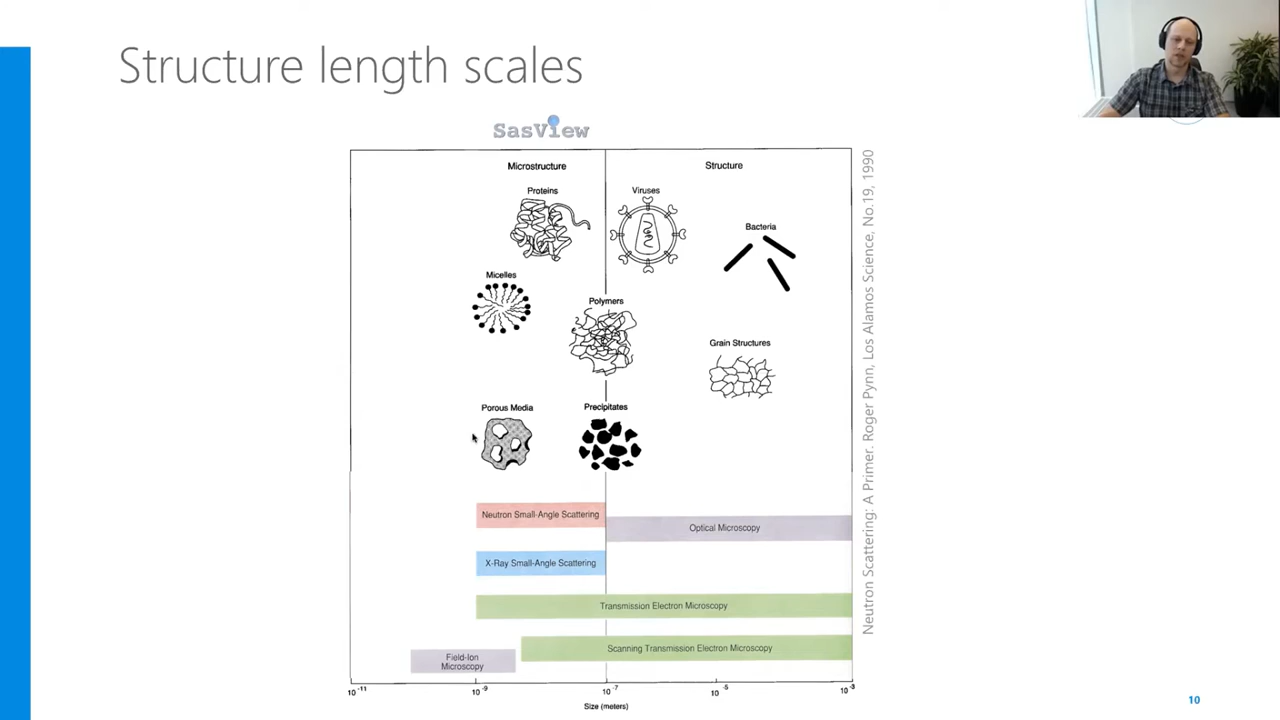 Structure length scales
SasView
Microstructure
Structure
Proteins
Viruses
Bacteria
Micelles
Polymers
Grain Structures
Porous Media
Precipitates
Neutron Small-Angle Scattering
Optical Microscopy
X-Ray Small-Angle Scattering
Transmission Electron Microscopy
Scanning Transmission Electron Microscopy
Field-Ion
Microscopy
10⁻¹¹
10⁻⁹
10⁻⁷
10⁻⁵
10⁻³
Size (meters)
Neutron Scattering: A Primer. Roger Pynn, Los Alamos Science, No.19, 1990
10